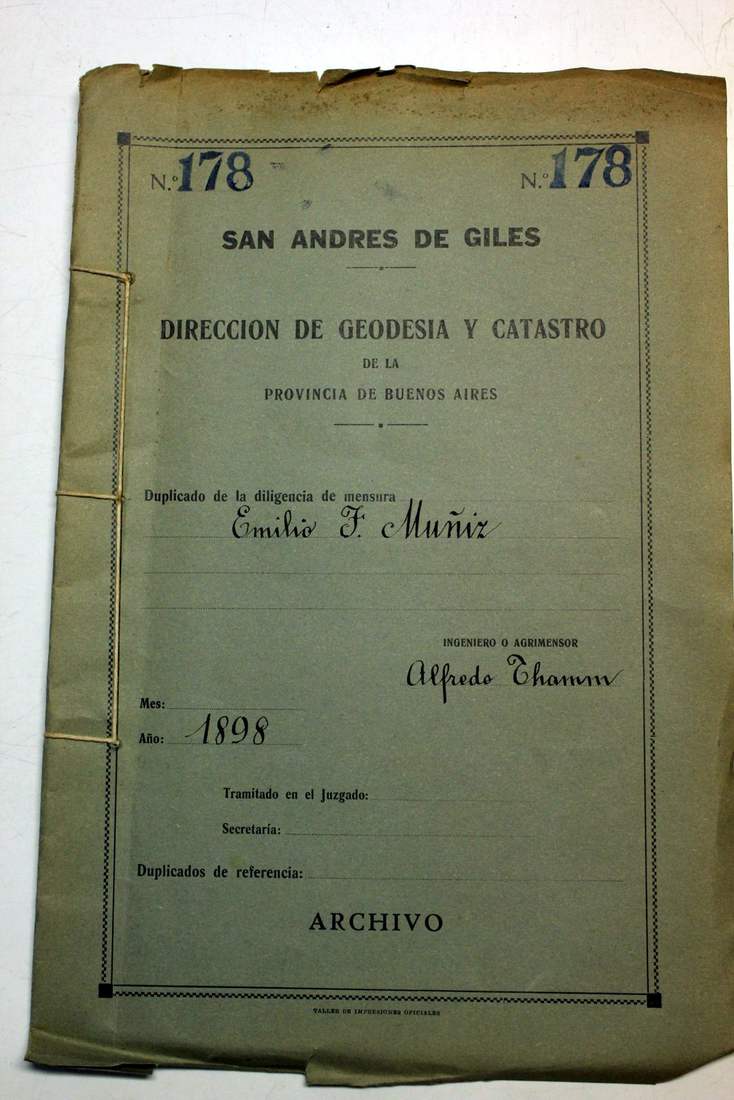 N.º 178 N.º 178
SAN ANDRES DE GILES
DIRECCION DE GEODESIA Y CATASTRO
DE LA
PROVINCIA DE BUENOS AIRES
Duplicado de la diligencia de mensura
Emilio F. Muñiz
INGENIERO O AGRIMENSOR
Alfredo Thamm
Mes:
Año: 1898
Tramitado en el Juzgado:
Secretaría:
Duplicados de referencia:
ARCHIVO
TALLER DE IMPRESIONES OFICIALES